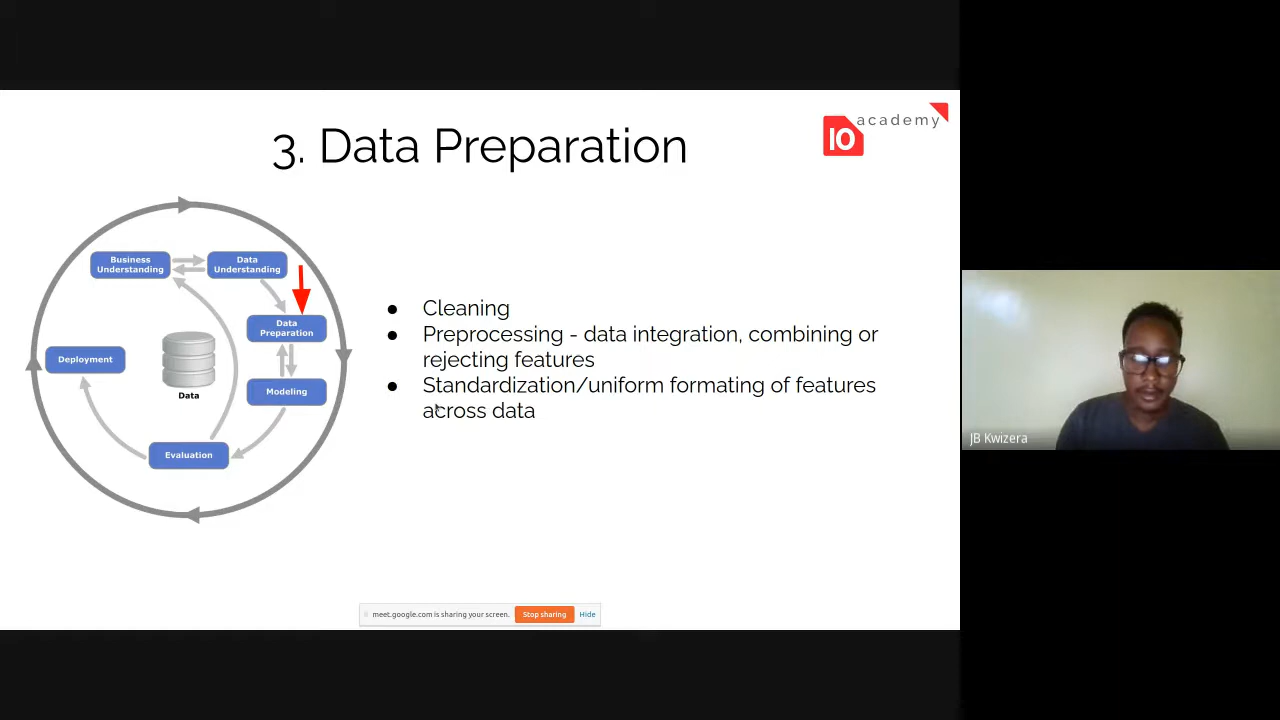 3. Data Preparation
10 academy
Business
Understanding
Data
Understanding
Data
Preparation
Modeling
Evaluation
Deployment
Data
● Cleaning
● Preprocessing - data integration, combining or
rejecting features
● Standardization/uniform formating of features
across data
JB Kwizera
meet.google.com is sharing your screen. Stop sharing Hide